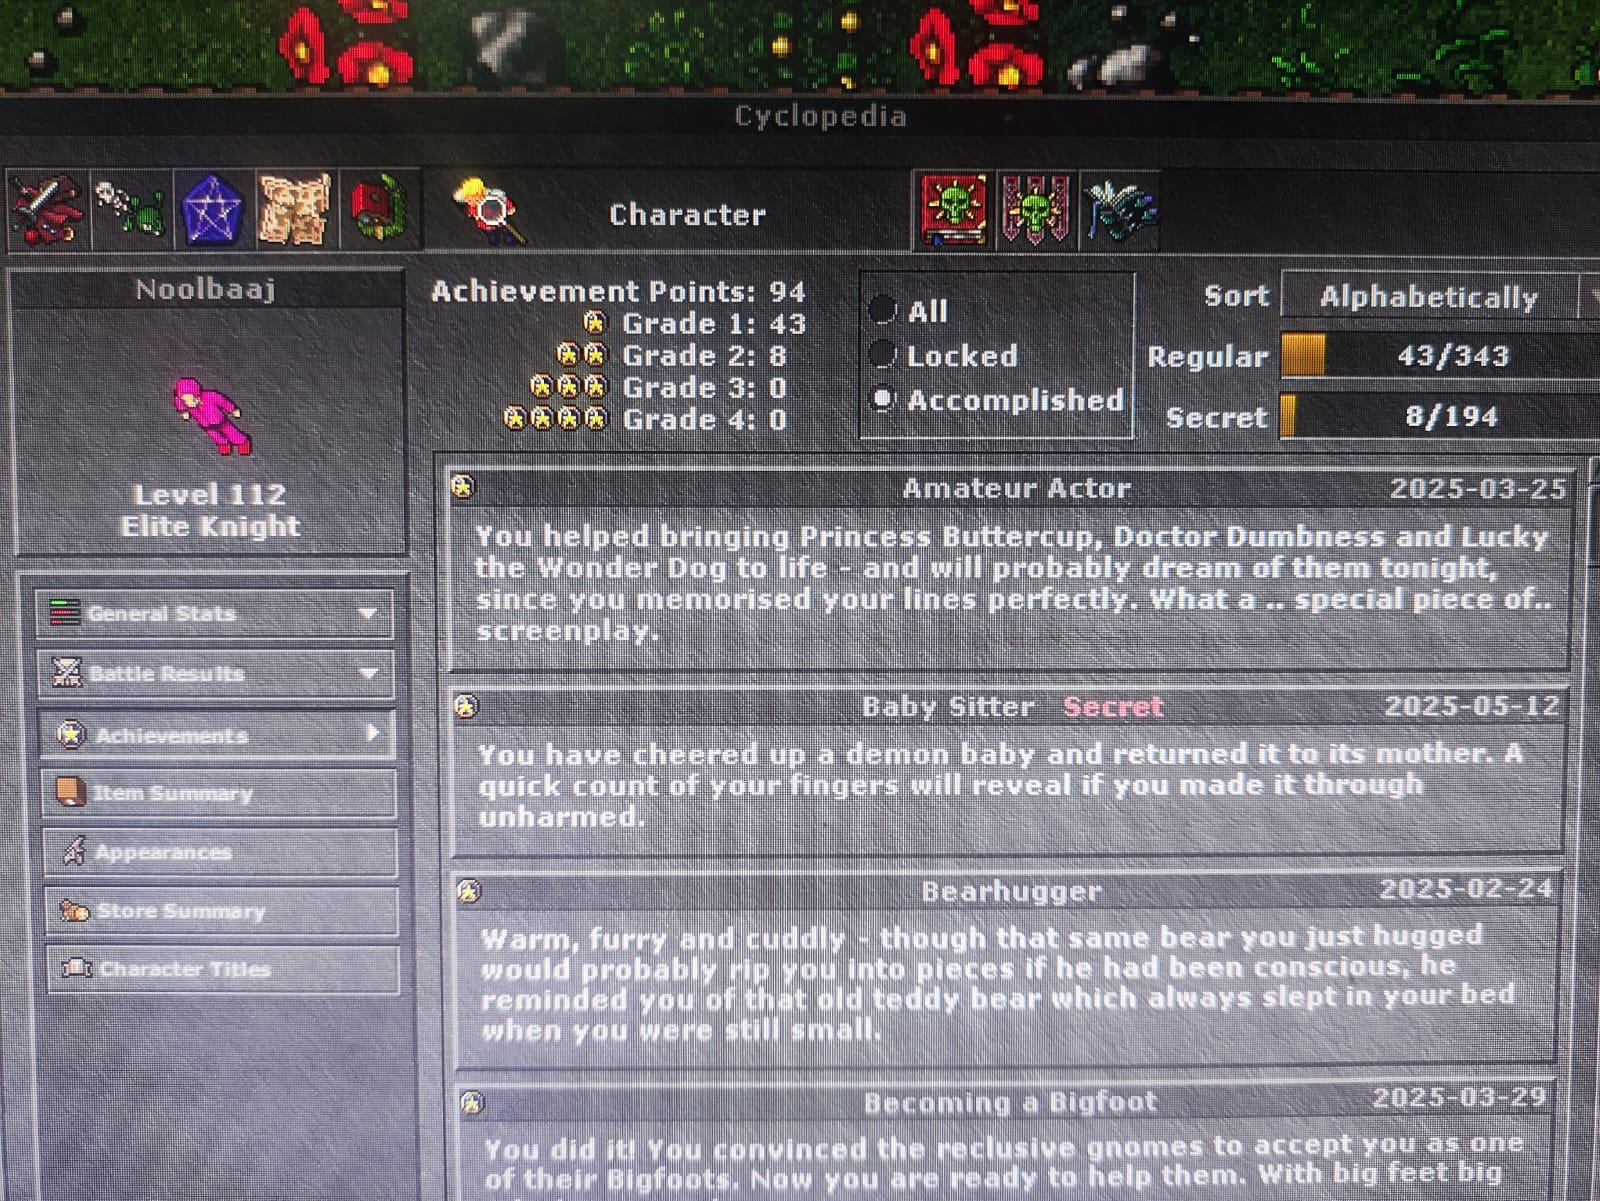 Cyclopedia
Character
Noolbaaj
Level 112
Elite Knight
General Stats
Battle Results
Achievements
Item Summary
Appearances
Store Summary
Character Titles
Achievement Points: 94
Grade 1: 43
Grade 2: 8
Grade 3: 0
Grade 4: 0
All
Locked
Accomplished
Sort Alphabetically
Regular 43/343
Secret 8/194
Amateur Actor 2025-03-25
You helped bringing Princess Buttercup, Doctor Dumbness and Lucky
the Wonder Dog to life - and will probably dream of them tonight,
since you memorised your lines perfectly. What a .. special piece of..
screenplay.
Baby Sitter Secret 2025-05-12
You have cheered up a demon baby and returned it to its mother. A
quick count of your fingers will reveal if you made it through
unharmed.
Bearhugger 2025-02-24
Warm, furry and cuddly - though that same bear you just hugged
would probably rip you into pieces if he had been conscious, he
reminded you of that old teddy bear which always slept in your bed
when you were still small.
Becoming a Bigfoot 2025-03-29
You did it! You convinced the reclusive gnomes to accept you as one
of their Bigfoots. Now you are ready to help them. With big feet big